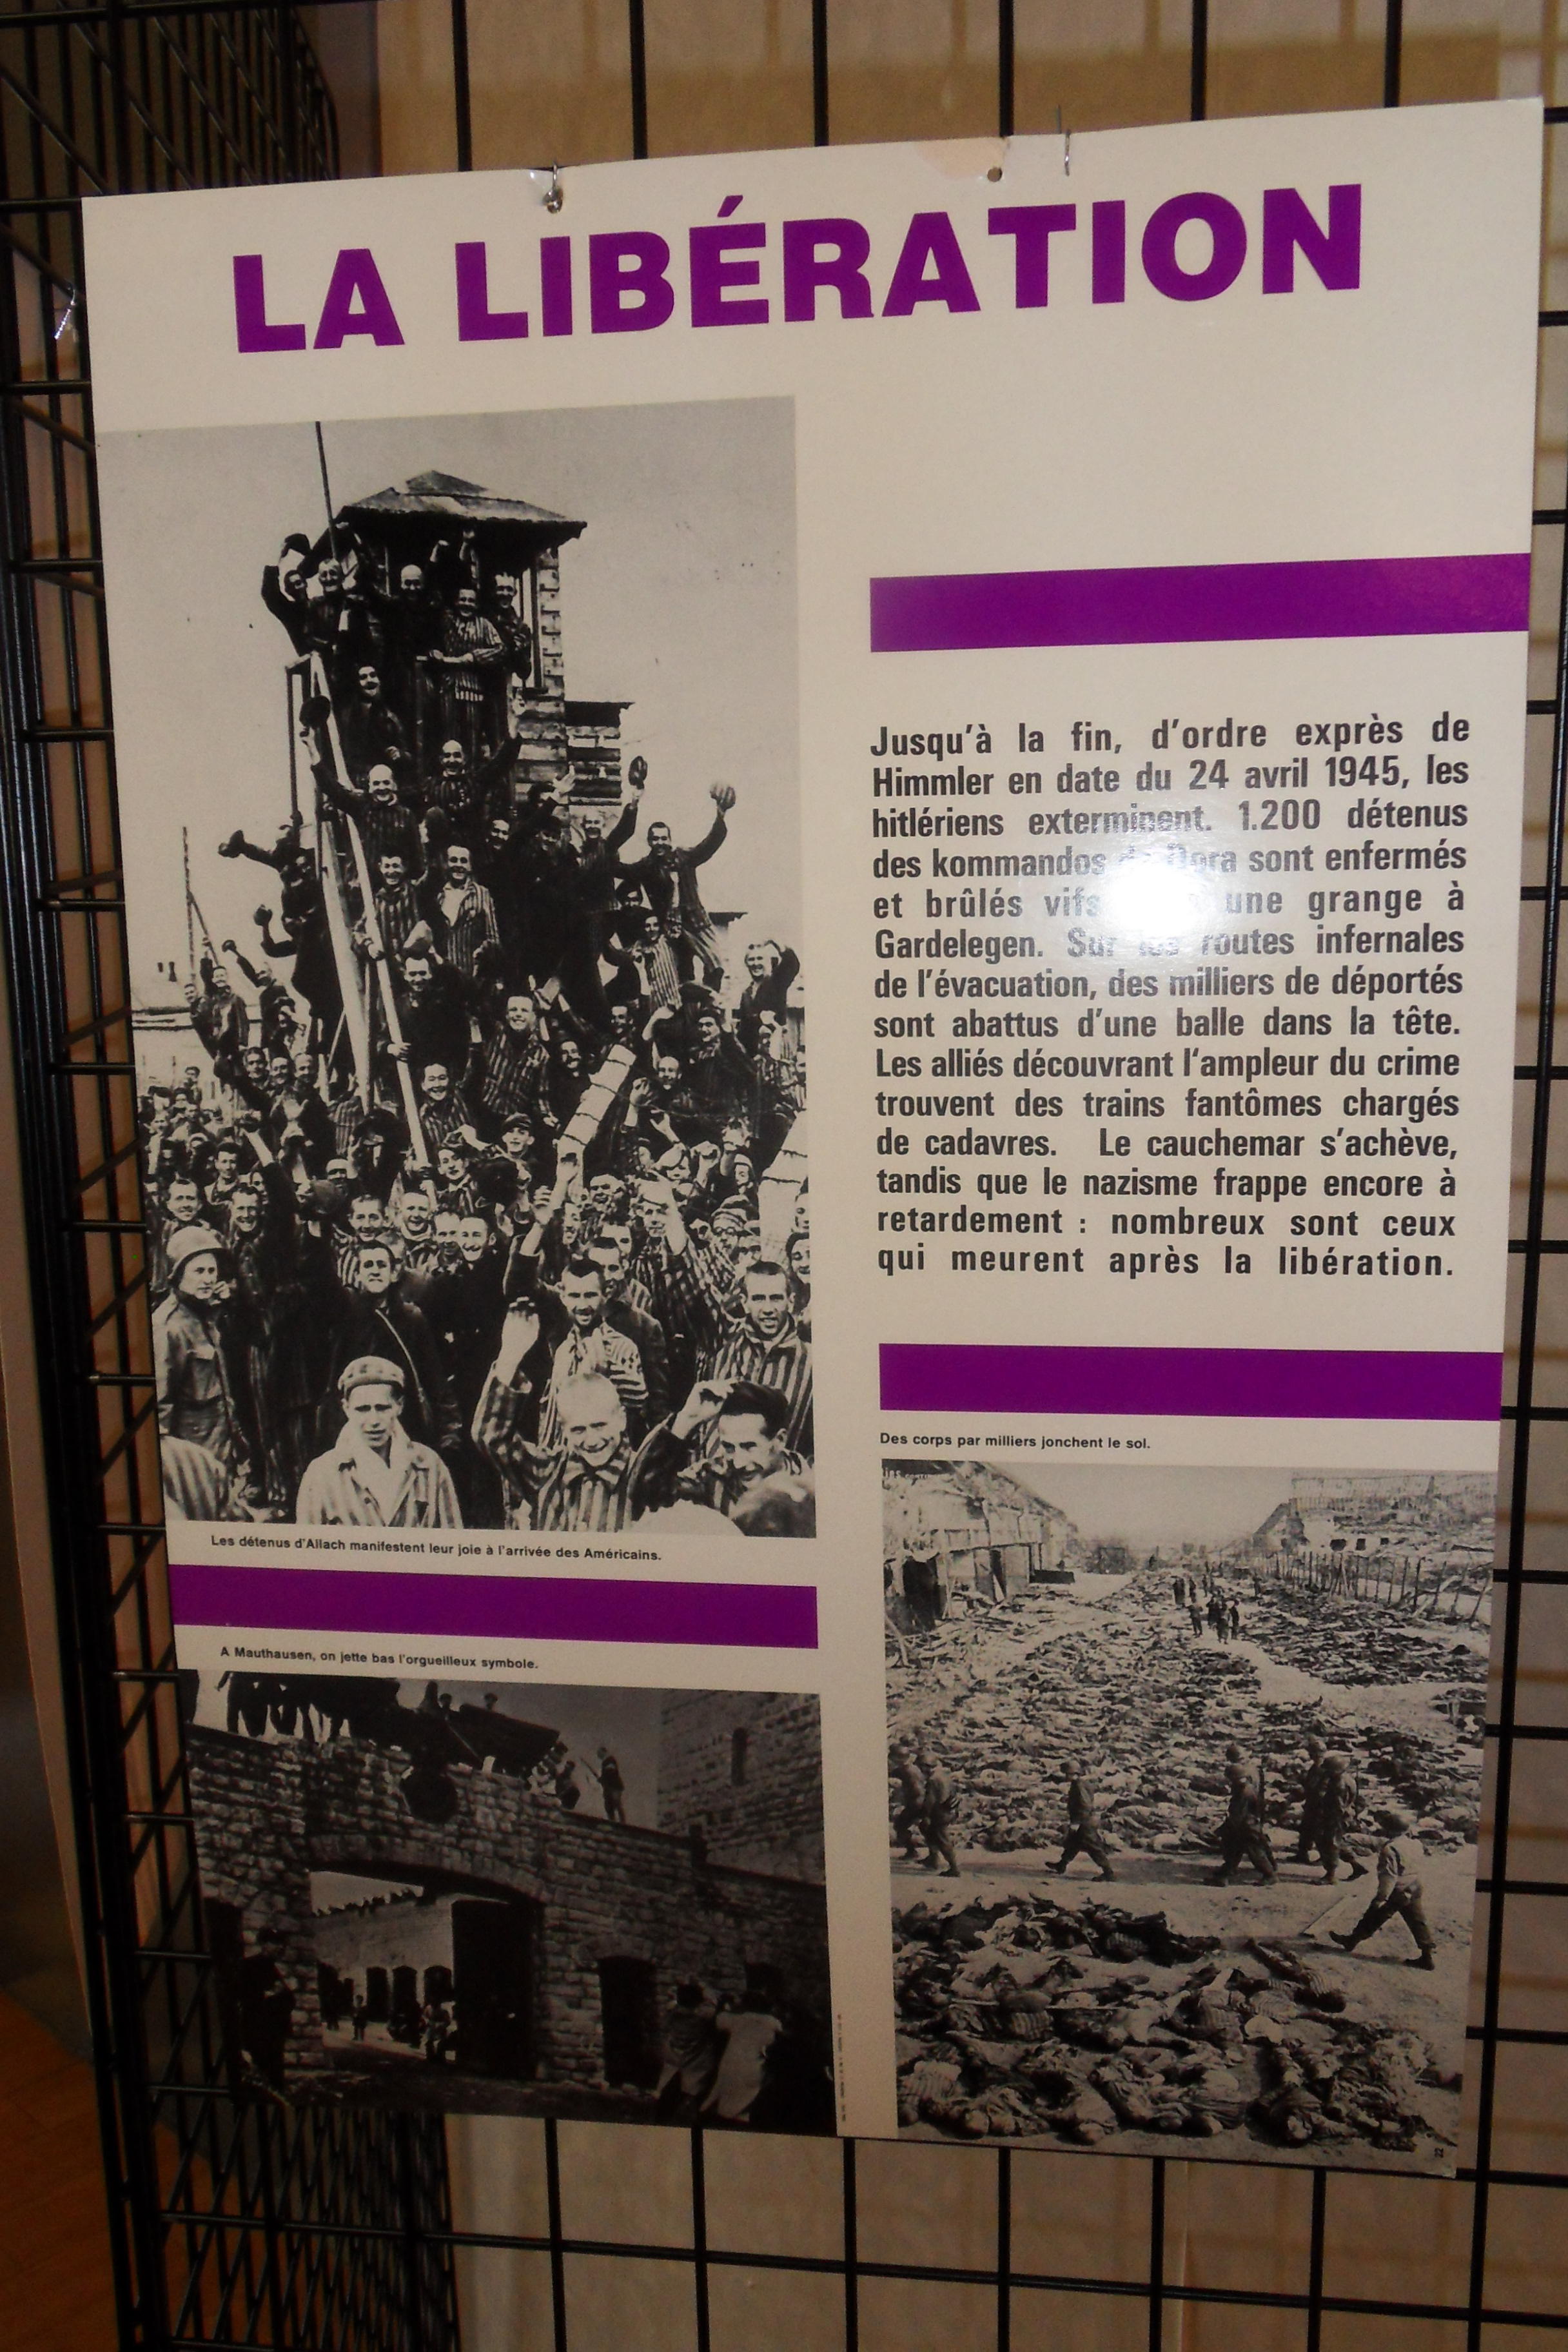 LA LIBÉRATION
Jusqu'à la fin, d'ordre exprès de
Himmler en date du 24 avril 1945, les
hitlériens exterminent. 1.200 détenus
des kommandos de Dora sont enfermés
et brûlés vifs une grange à
Gardelegen. Sur les routes infernales
de l'évacuation, des milliers de déportés
sont abattus d'une balle dans la tête.
Les alliés découvrant l'ampleur du crime
trouvent des trains fantômes chargés
de cadavres. Le cauchemar s'achève,
tandis que le nazisme frappe encore à
retardement : nombreux sont ceux
qui meurent après la libération.
Les détenus d'Allach manifestent leur joie à l'arrivée des Américains.
A Mauthausen, on jette bas l'orgueilleux symbole.
Des corps par milliers jonchent le sol.
22